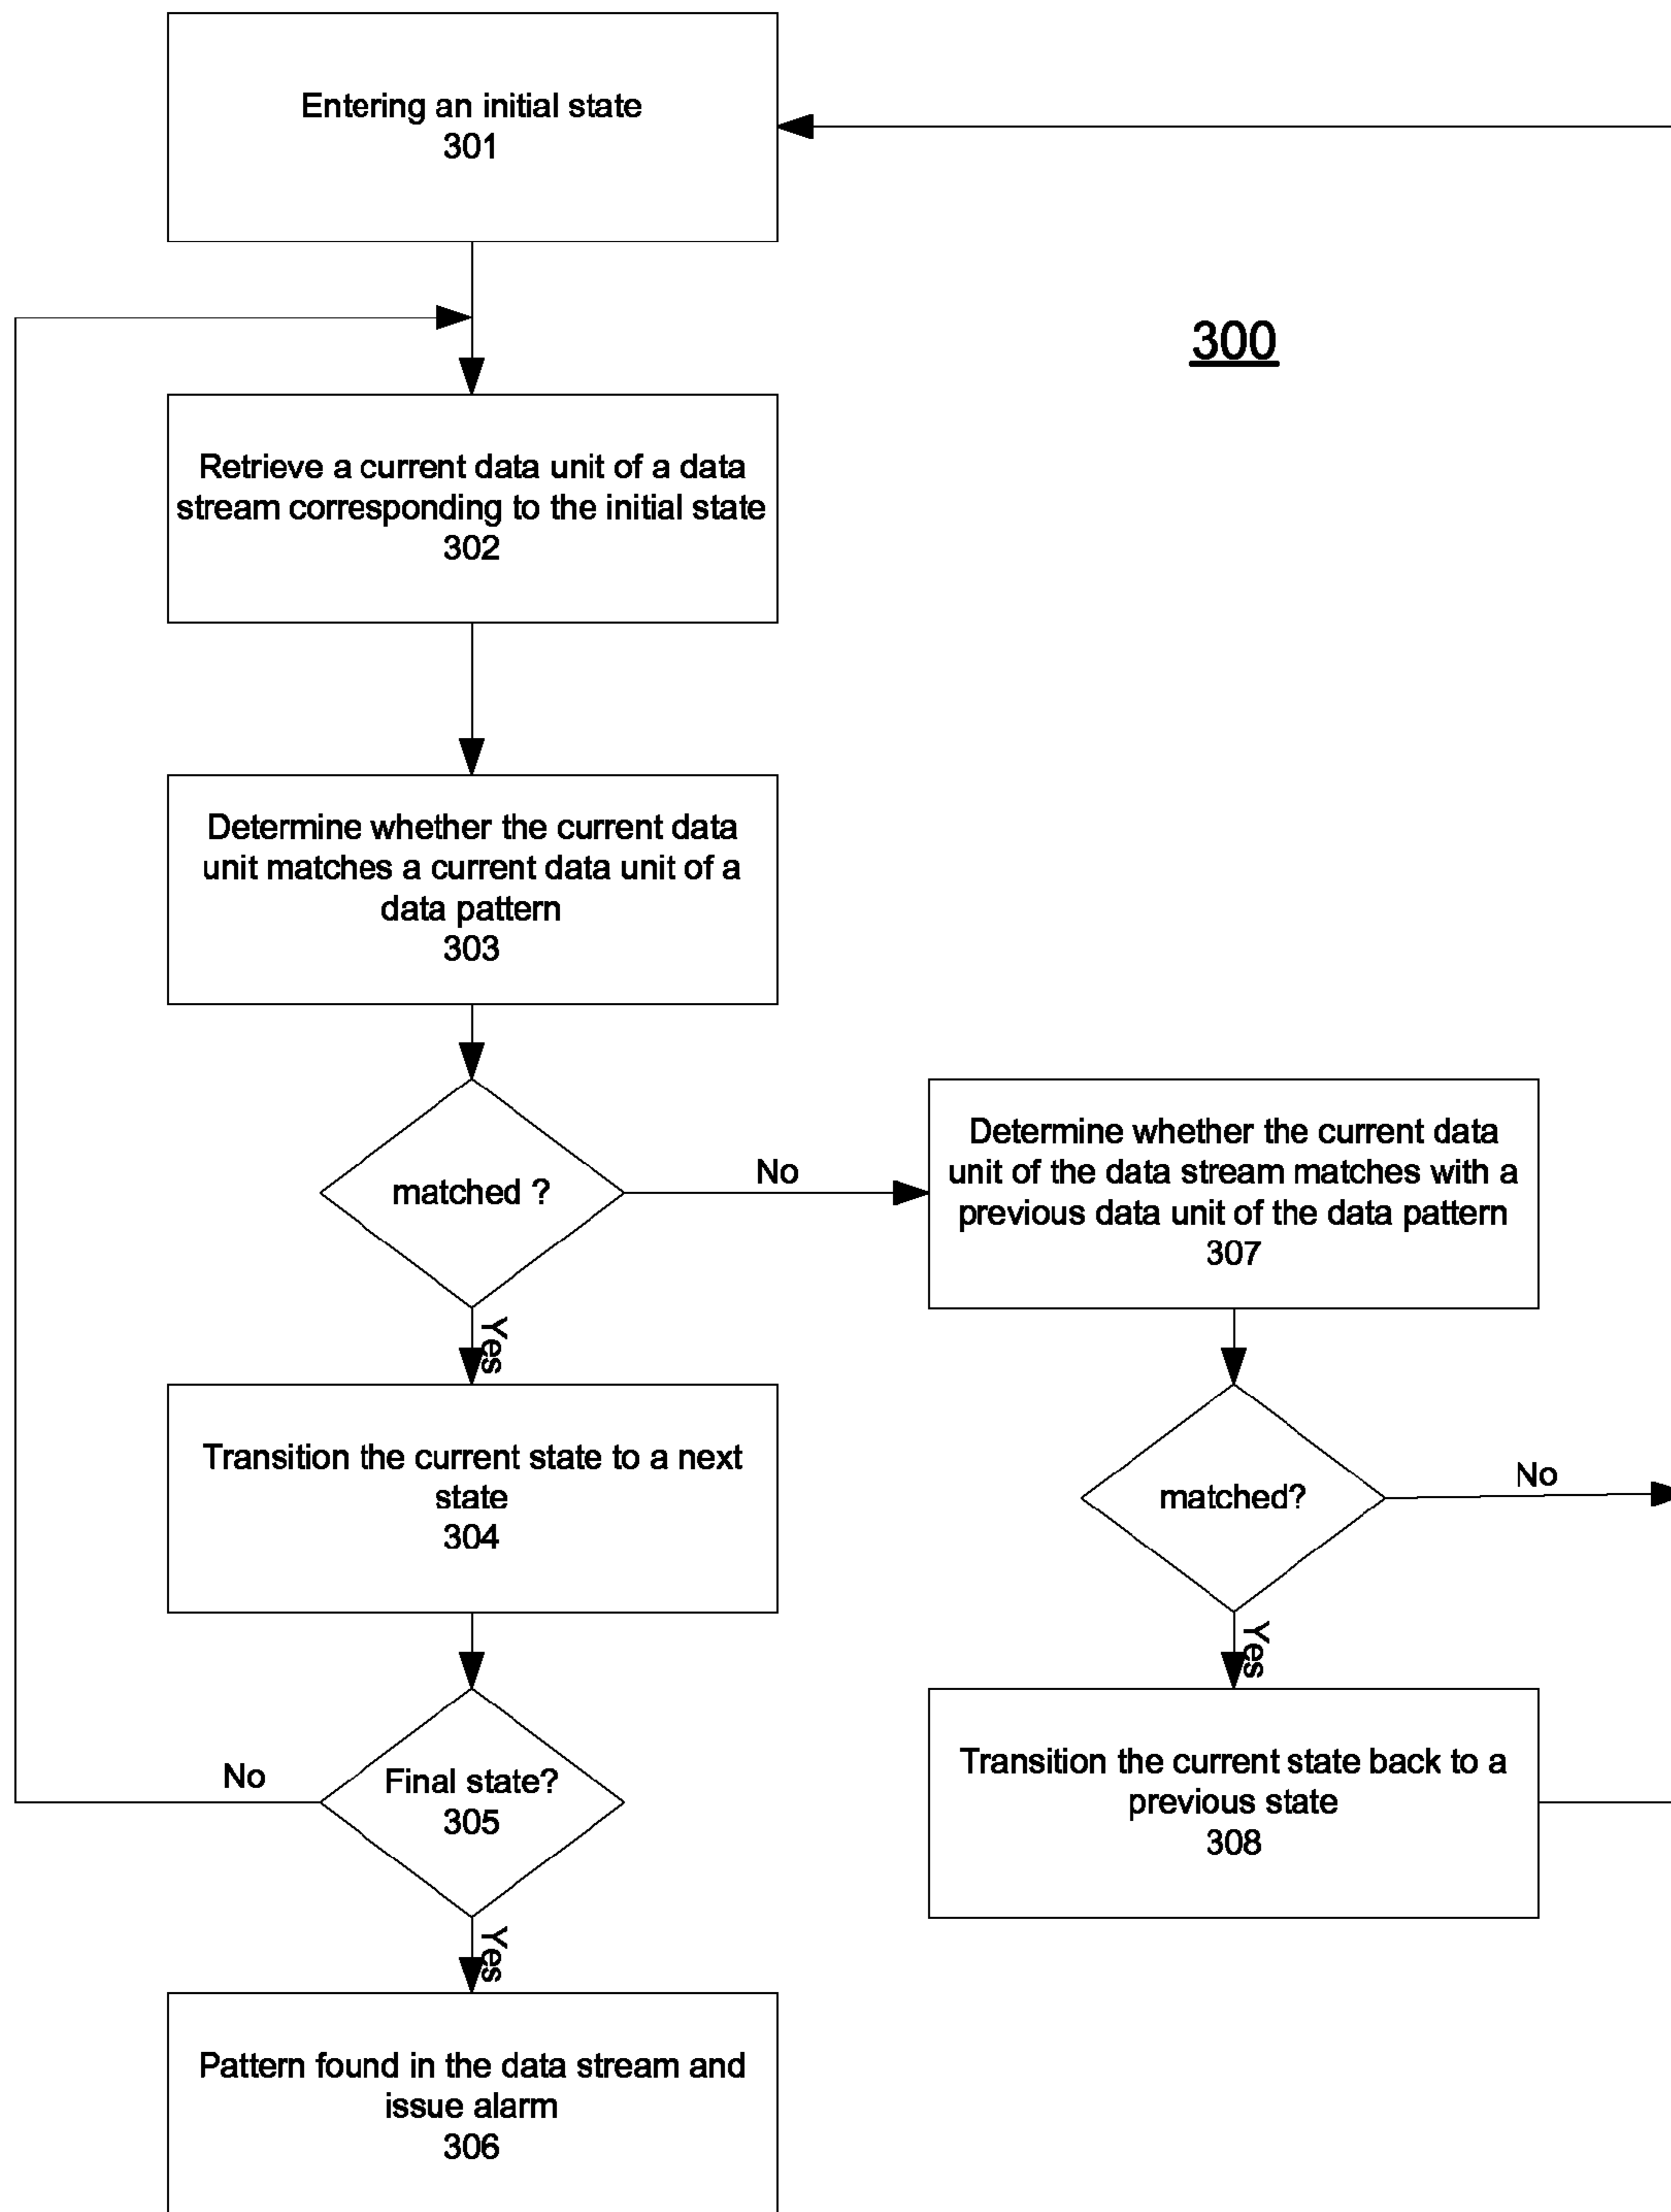 Entering an initial state
301
300
Retrieve a current data unit of a data
stream corresponding to the initial state
302
Determine whether the current data
unit matches a current data unit of a
data pattern
303
matched ?
No
Determine whether the current data
unit of the data stream matches with a
previous data unit of the data pattern
307
Yes
matched?
No
Transition the current state to a next
state
304
Yes
Final state?
305
No
Transition the current state back to a
previous state
308
Yes
Pattern found in the data stream and
issue alarm
306